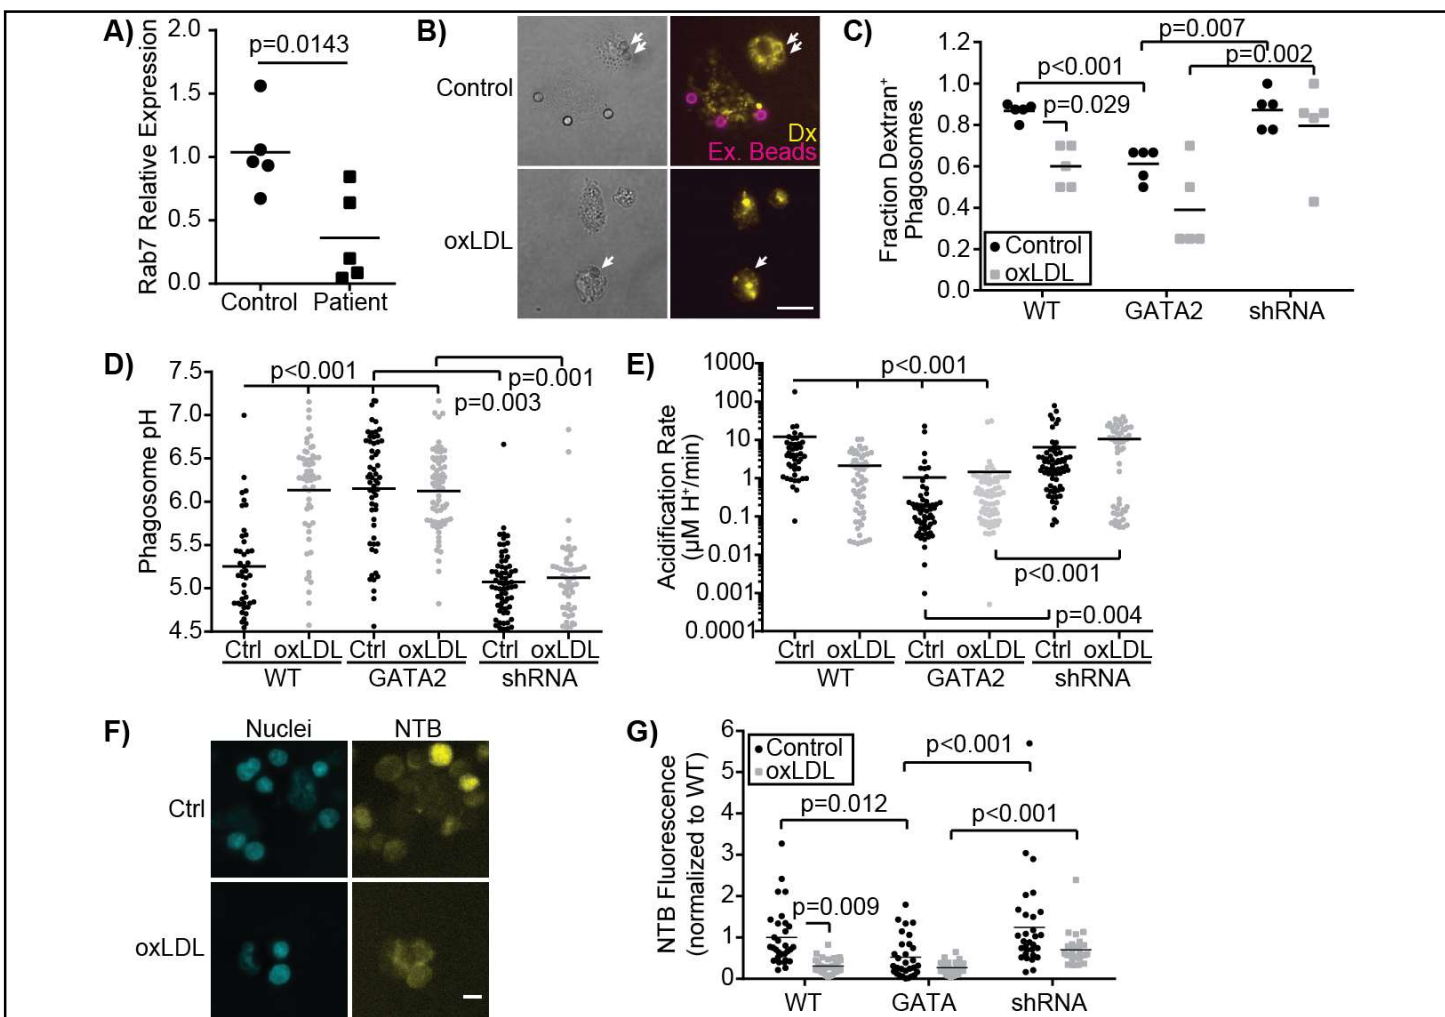 A)
Rab7 Relative Expression
2.0
1.5
1.0
0.5
0.0
p=0.0143
Control
Patient
B)
Control
oxLDL
Dx
Ex. Beads
C)
Fraction Dextran+
Phagosomes
1.2
1.0
0.8
0.6
0.4
0.2
0.0
p=0.007
p=0.002
p<0.001
p=0.029
Control
oxLDL
WT
GATA2
shRNA
D)
Phagosome pH
7.5
7.0
6.5
6.0
5.5
5.0
4.5
p<0.001
p=0.001
p=0.003
Ctrl oxLDL Ctrl oxLDL Ctrl oxLDL
WT GATA2 shRNA
E)
Acidification Rate
(µM H+/min)
1000
100
10
1
0.1
0.01
0.001
0.0001
p<0.001
p<0.001
p=0.004
Ctrl oxLDL Ctrl oxLDL Ctrl oxLDL
WT GATA2 shRNA
F)
Nuclei NTB
Ctrl
oxLDL
G)
NTB Fluorescence
(normalized to WT)
6
5
4
3
2
1
0
Control
oxLDL
p<0.001
p=0.012
p<0.001
p=0.009
WT GATA shRNA